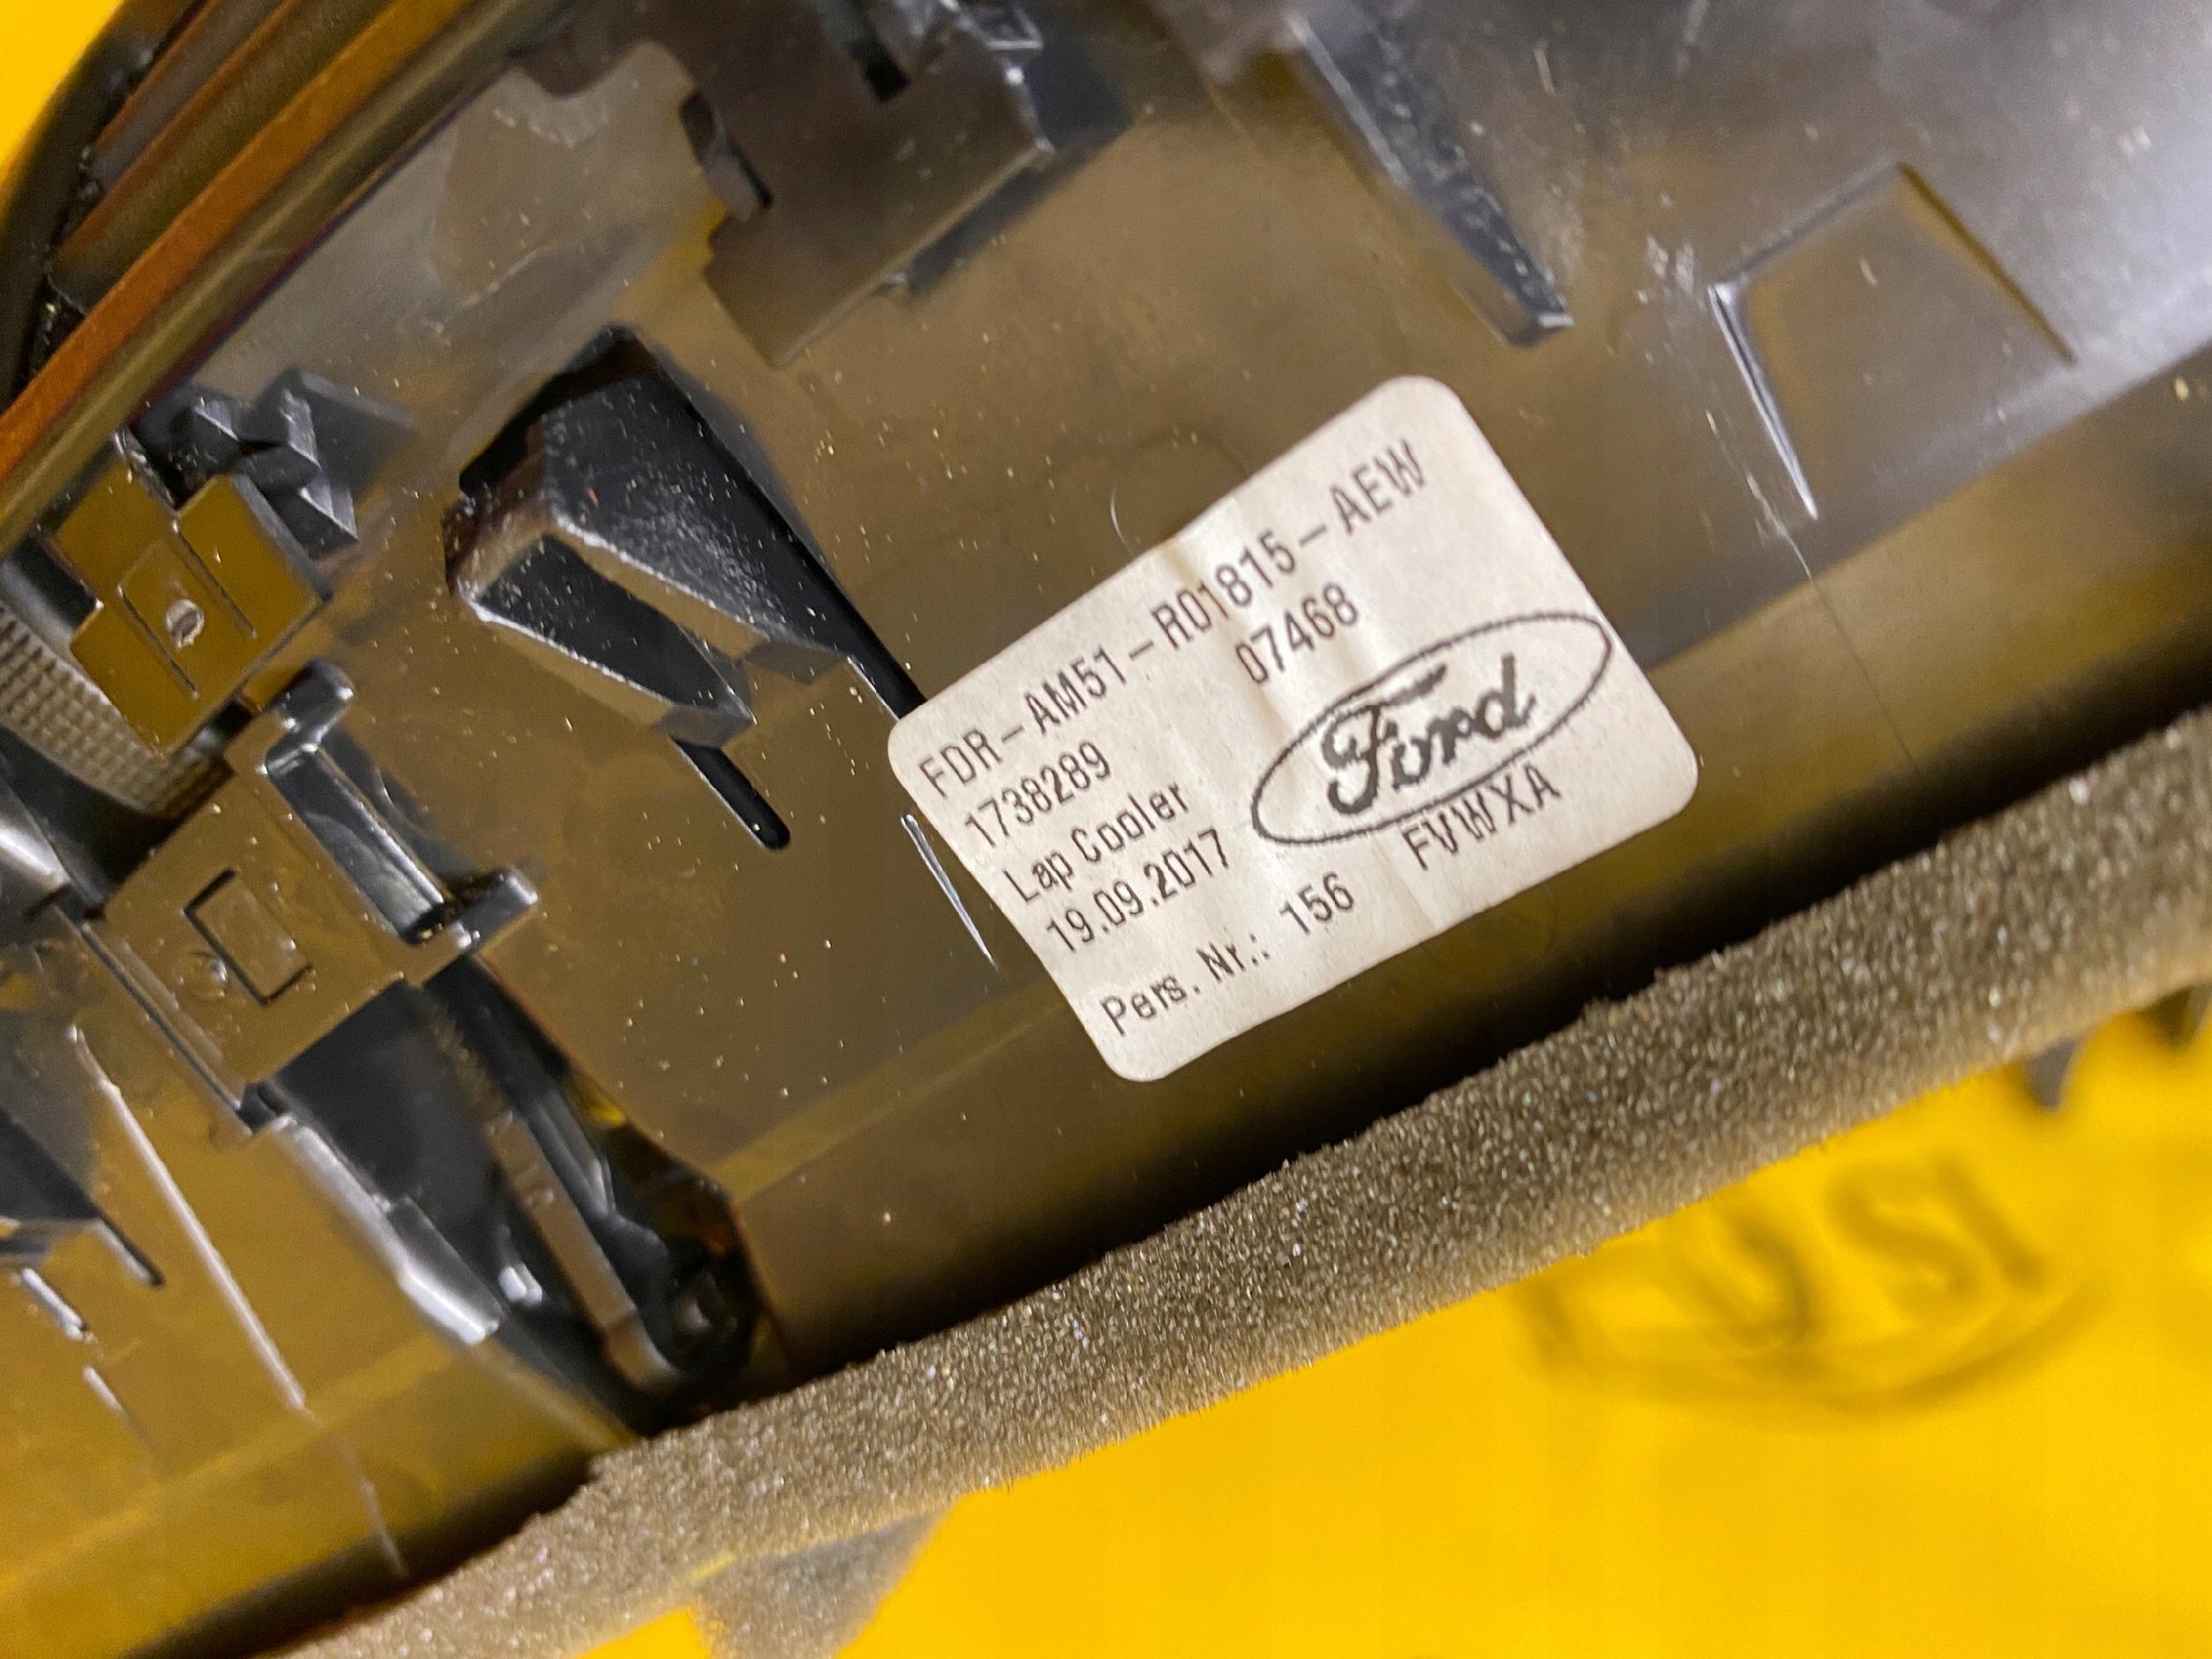 FDR-AM51-R01815-AEW
1738289
07468
Lap Cooler
Ford
19.09.2017
FVWXA
Pers. Nr.: 156